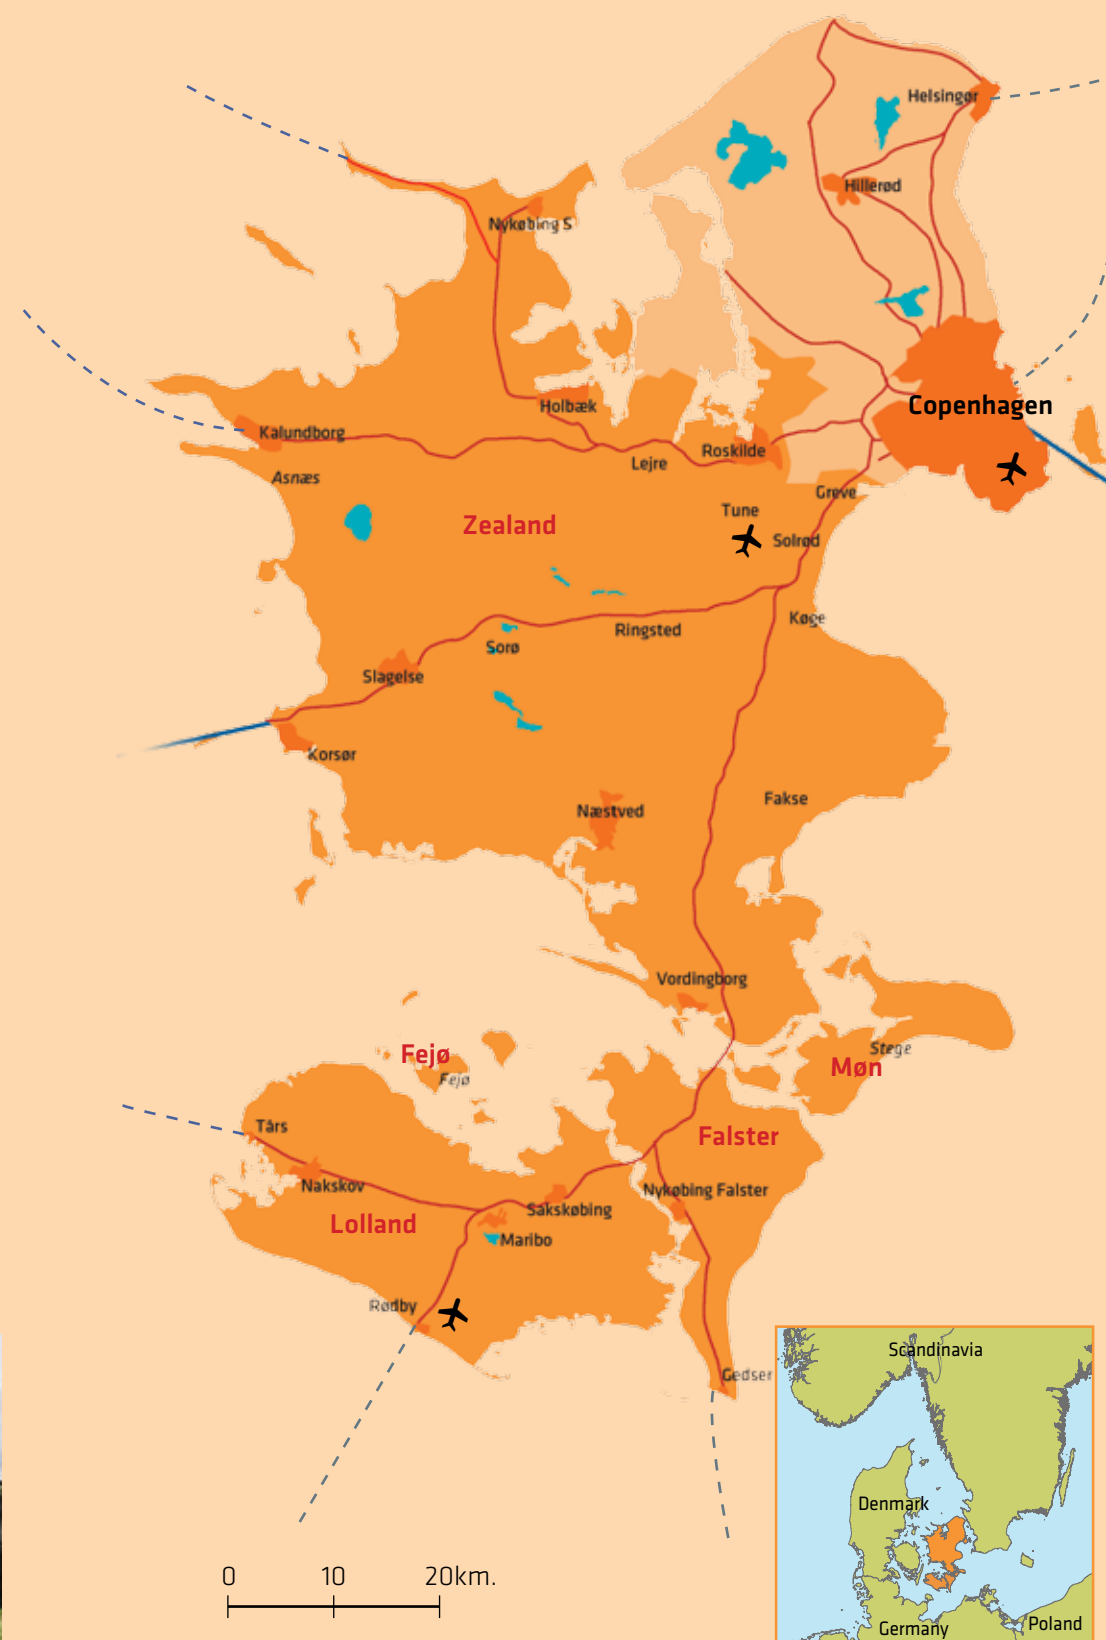 Helsingør
Hillerød
Nykøbing S
Copenhagen
Holbæk
Kalundborg
Roskilde
Lejre
Asnæs
Greve
Tune
Zealand
Solrød
Køge
Ringsted
Sorø
Slagelse
Korsør
Fakse
Næstved
Vordingborg
Stege
Fejø
Møn
Fejø
Tårs
Falster
Nakskov
Nykøbing Falster
Sakskøbing
Lolland
Maribo
Rødby
Gedser
Scandinavia
Denmark
Germany
Poland
0 10 20km.